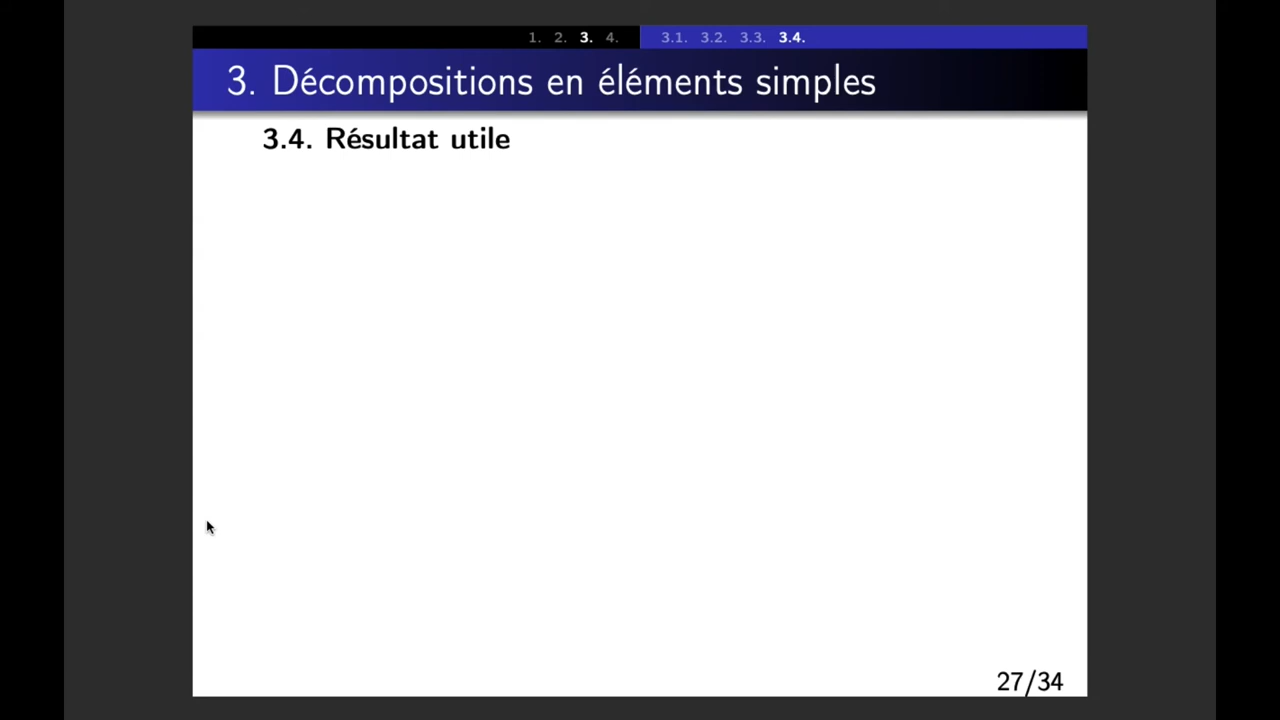 1. 2. 3. 4. 3.1. 3.2. 3.3. 3.4.
3. Décompositions en éléments simples
3.4. Résultat utile
27/34